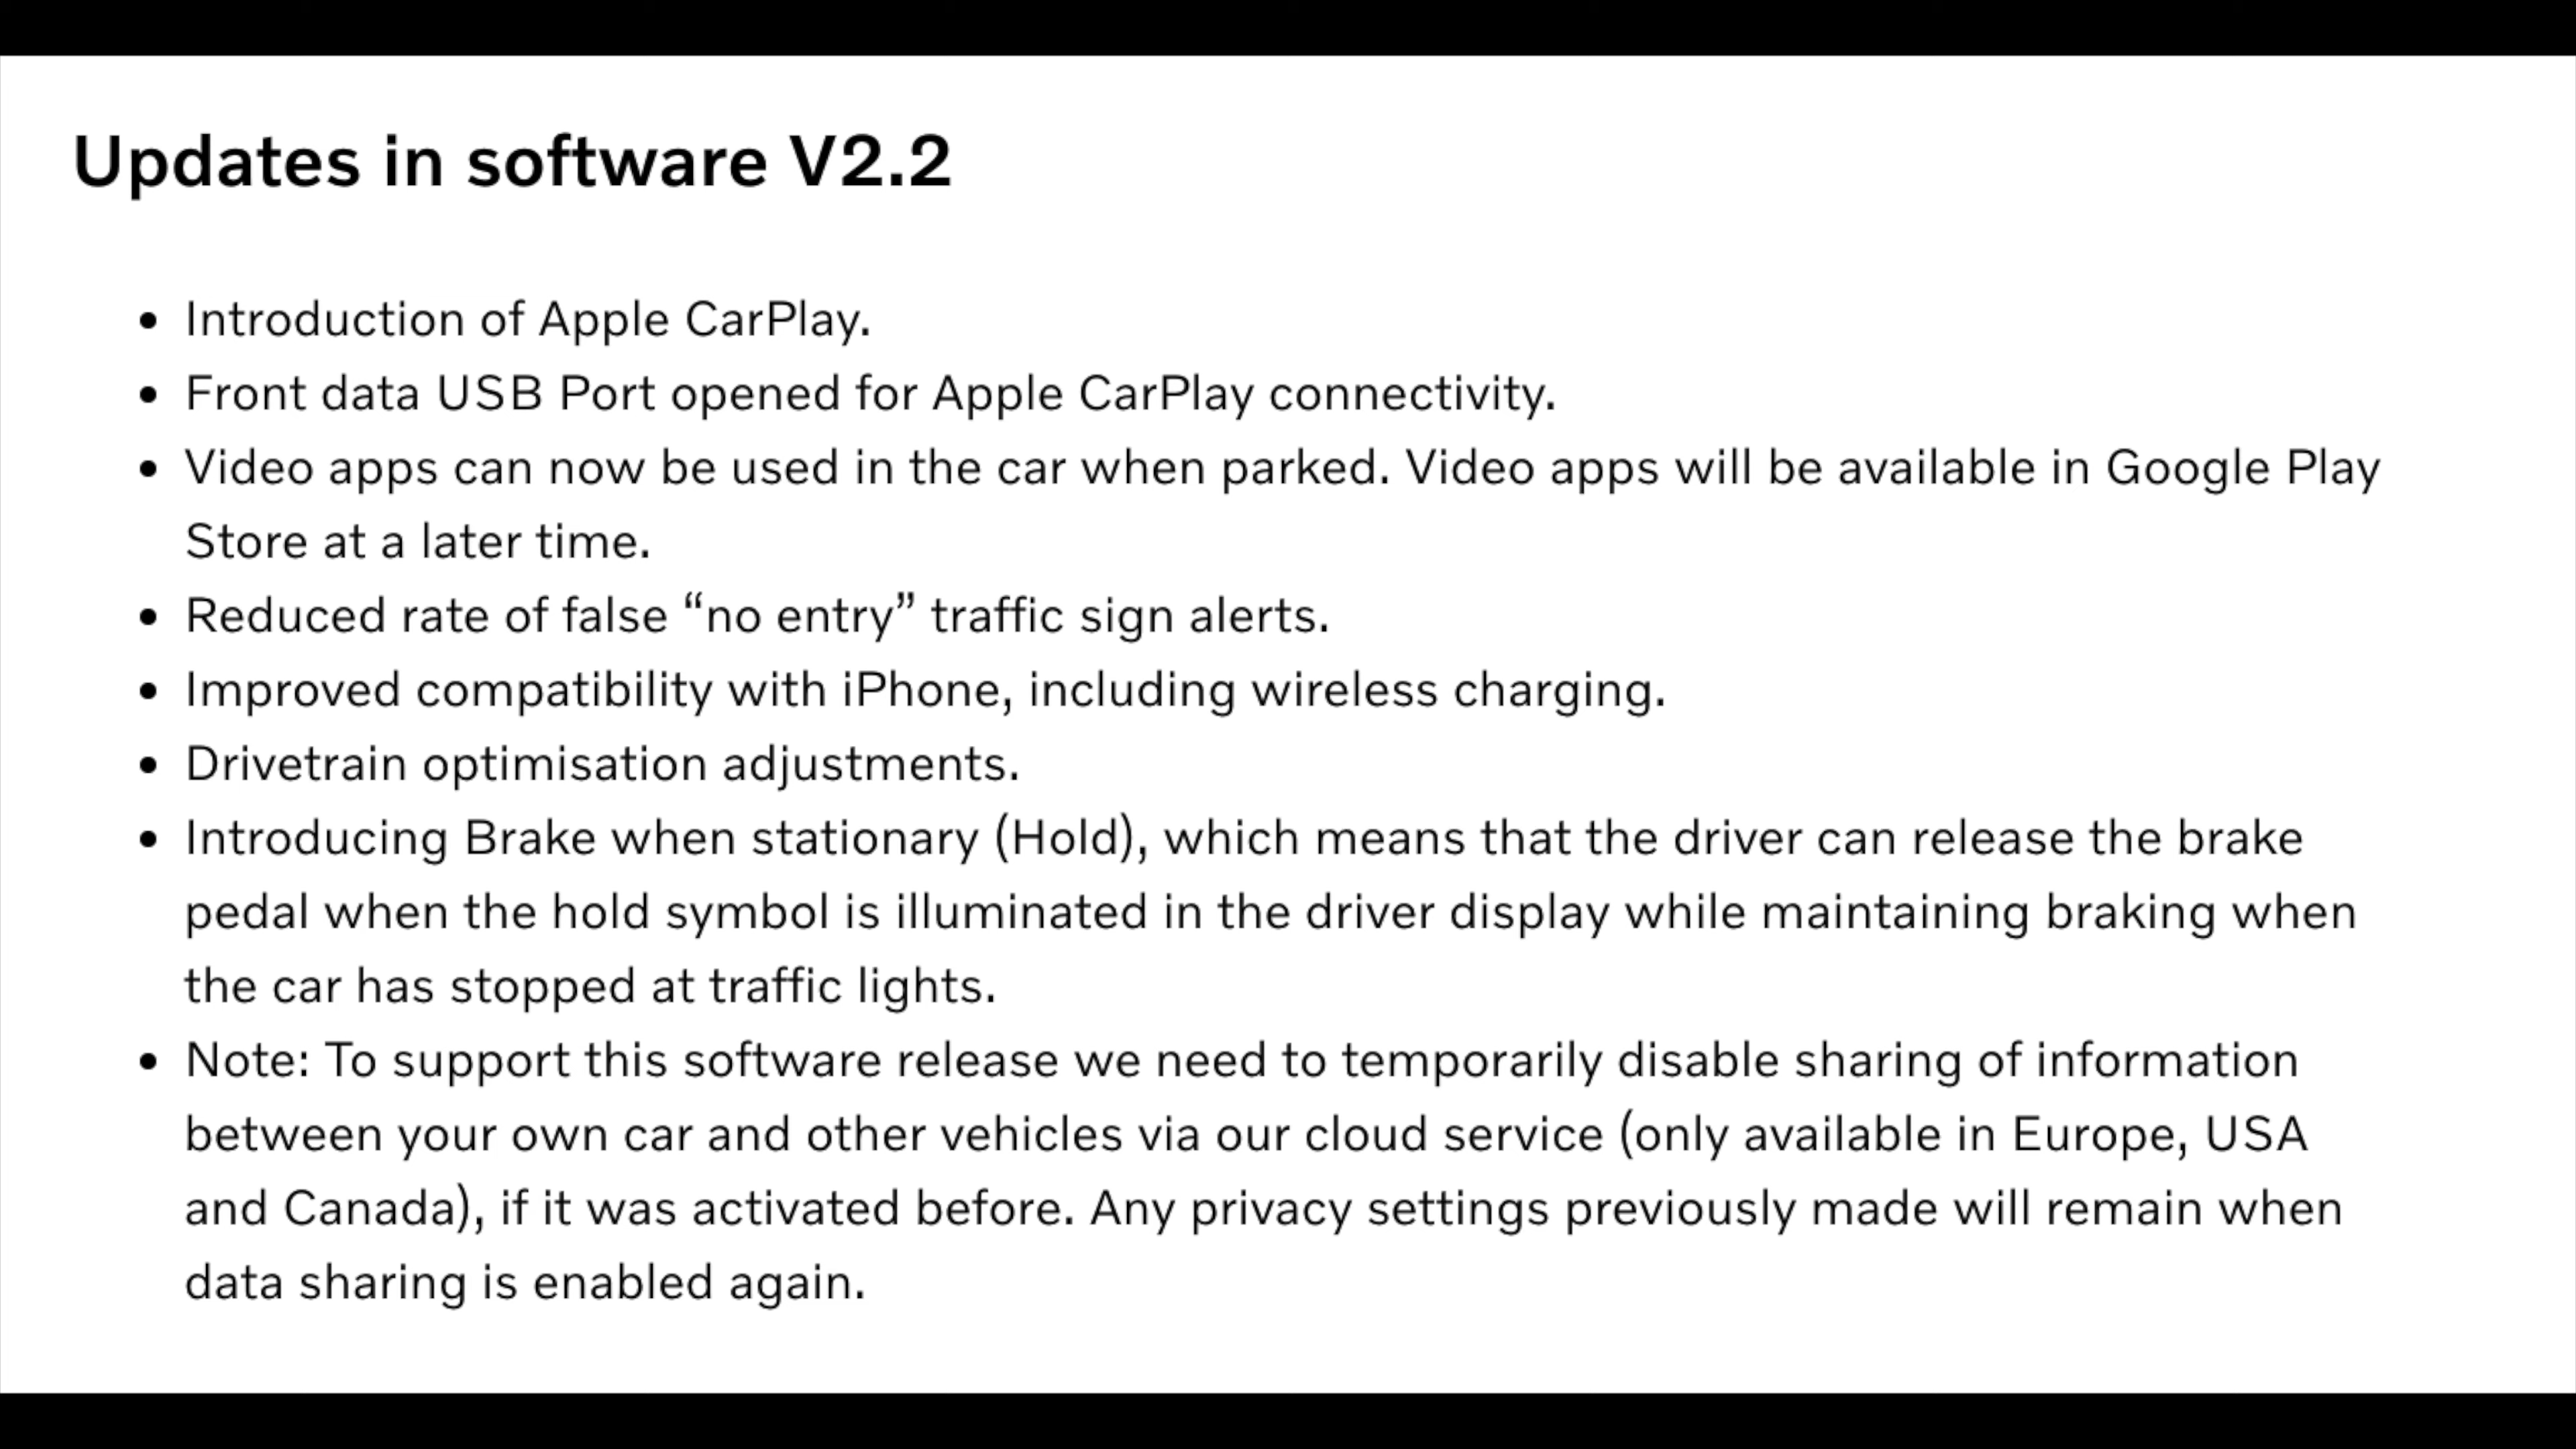 Updates in software V2.2
• Introduction of Apple CarPlay.
• Front data USB Port opened for Apple CarPlay connectivity.
• Video apps can now be used in the car when parked. Video apps will be available in Google Play
Store at a later time.
• Reduced rate of false “no entry” traffic sign alerts.
• Improved compatibility with iPhone, including wireless charging.
• Drivetrain optimisation adjustments.
• Introducing Brake when stationary (Hold), which means that the driver can release the brake
pedal when the hold symbol is illuminated in the driver display while maintaining braking when
the car has stopped at traffic lights.
• Note: To support this software release we need to temporarily disable sharing of information
between your own car and other vehicles via our cloud service (only available in Europe, USA
and Canada), if it was activated before. Any privacy settings previously made will remain when
data sharing is enabled again.